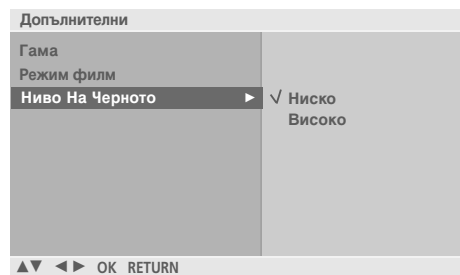 Допълнителни
Гама
Режим филм
Ниво На Черното ► √ Ниско
Високо
▲▼ ◄► OK RETURN